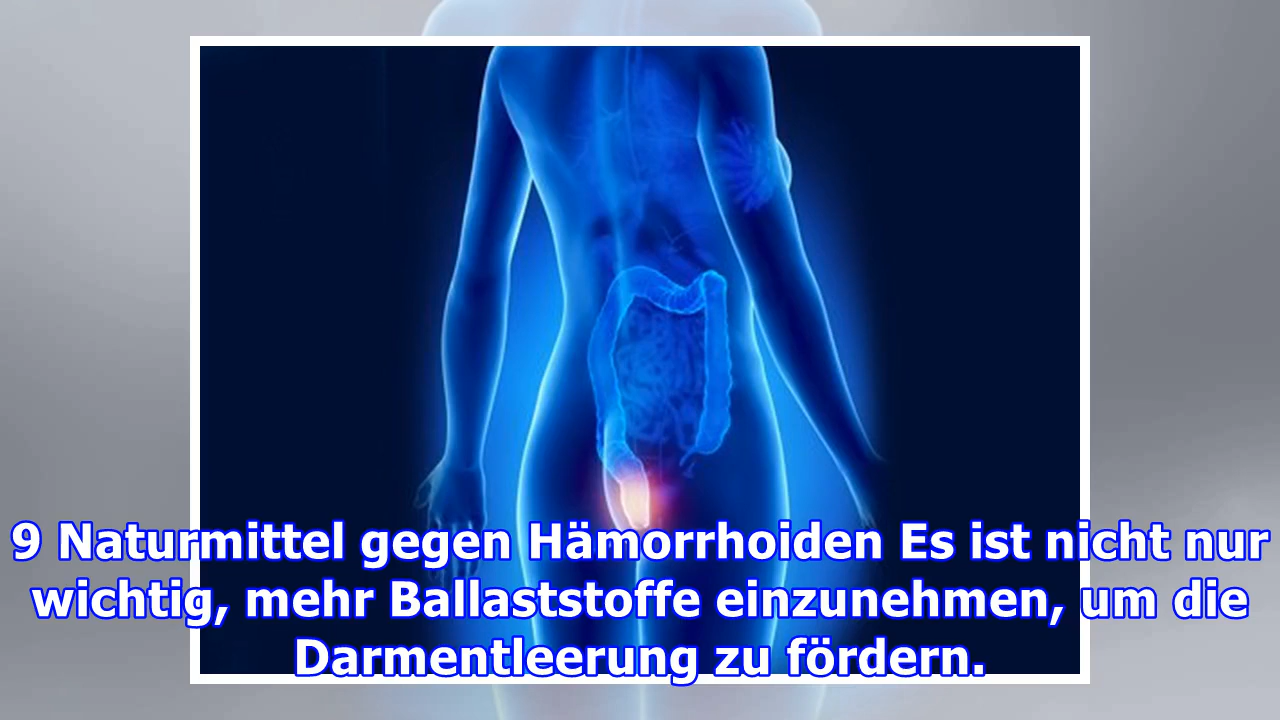 9 Naturmittel gegen Hämorrhoiden Es ist nicht nur
wichtig, mehr Ballaststoffe einzunehmen, um die
Darmentleerung zu fördern.